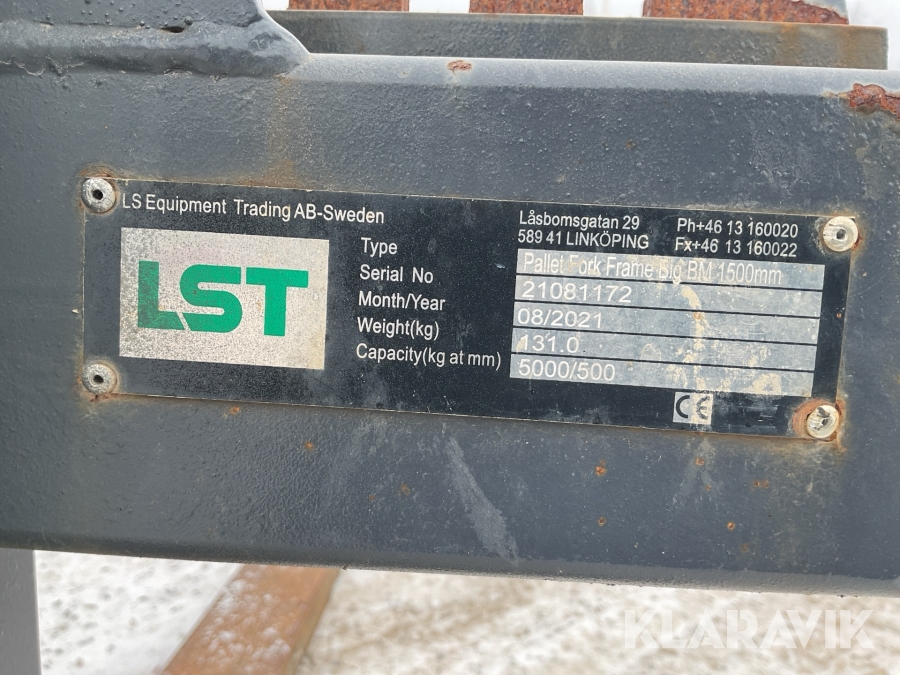 LS Equipment Trading AB-Sweden
Låsbomsgatan 29 Ph+46 13 160020
589 41 LINKÖPING Fx+46 13 160022
LST
Type Pallet Fork Frame Big BM 1500mm
Serial No 21081172
Month/Year 08/2021
Weight(kg) 131.0
Capacity(kg at mm) 5000/500
CE
KLARAVIK